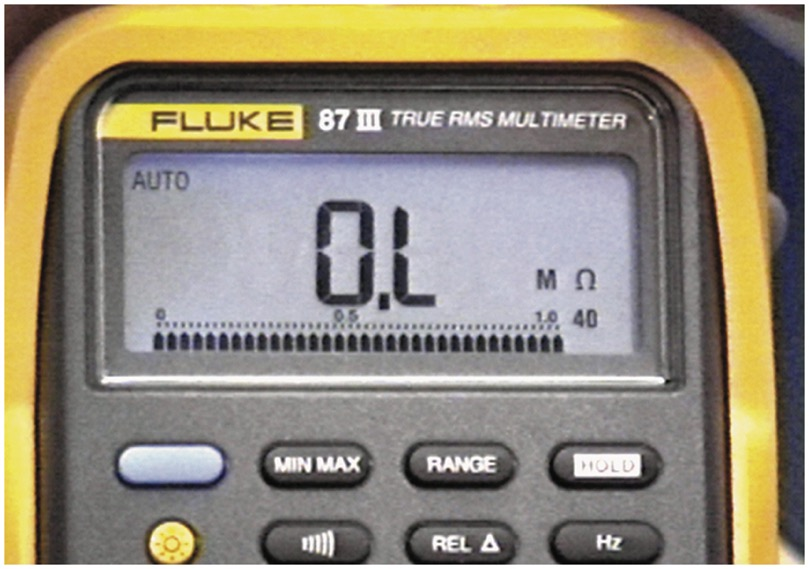 FLUKE 87 III TRUE RMS MULTIMETER
AUTO
0.L
M Ω
0 0.5 1.0 40
MIN MAX RANGE HOLD
REL Δ Hz